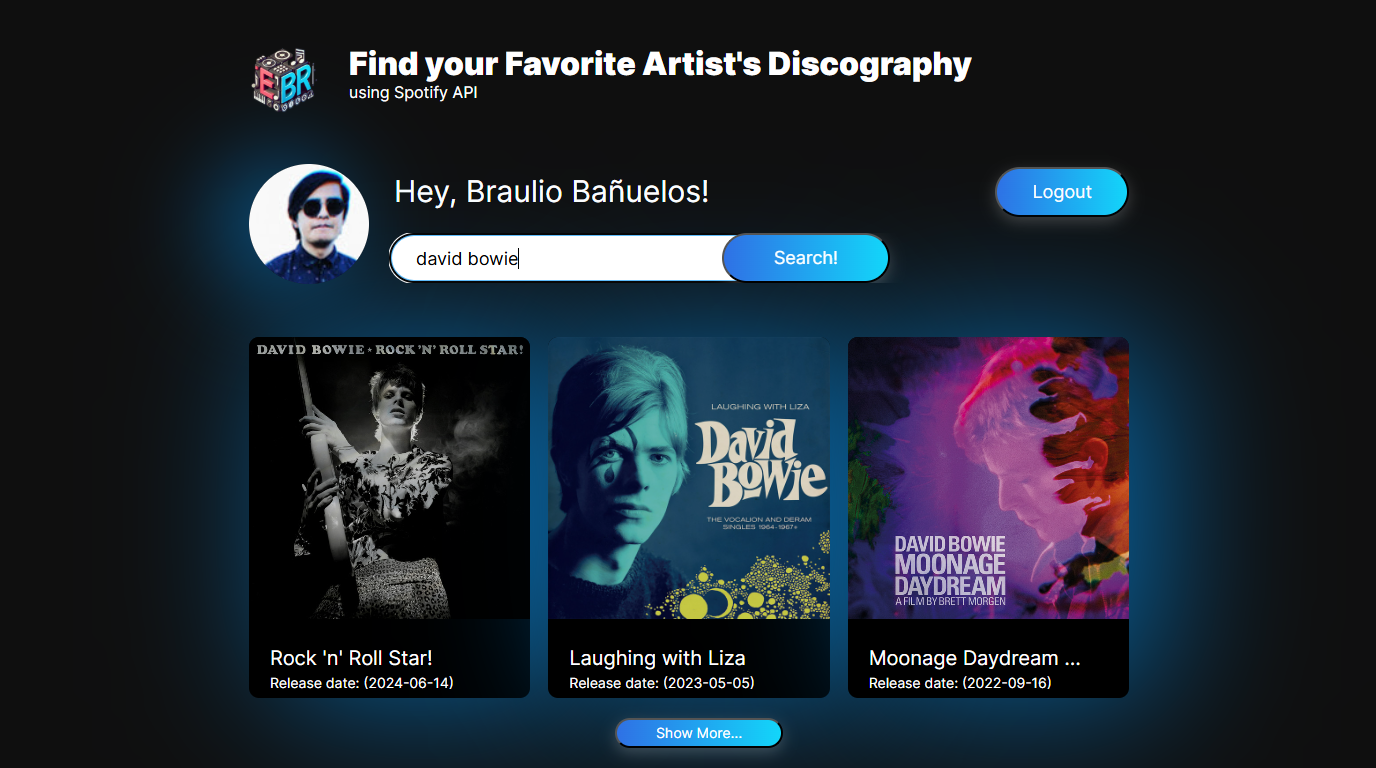 EBR
Find your Favorite Artist's Discography
using Spotify API
Hey, Braulio Bañuelos!
Logout
david bowie
Search!
DAVID BOWIE ★ ROCK 'N' ROLL STAR!
LAUGHING WITH LIZA
David
Bowie
THE VOCALION AND DERAM
SINGLES 1964-1967+
DAVID BOWIE
MOONAGE
DAYDREAM
A FILM BY BRETT MORGEN
Rock 'n' Roll Star!
Release date: (2024-06-14)
Laughing with Liza
Release date: (2023-05-05)
Moonage Daydream ...
Release date: (2022-09-16)
Show More...